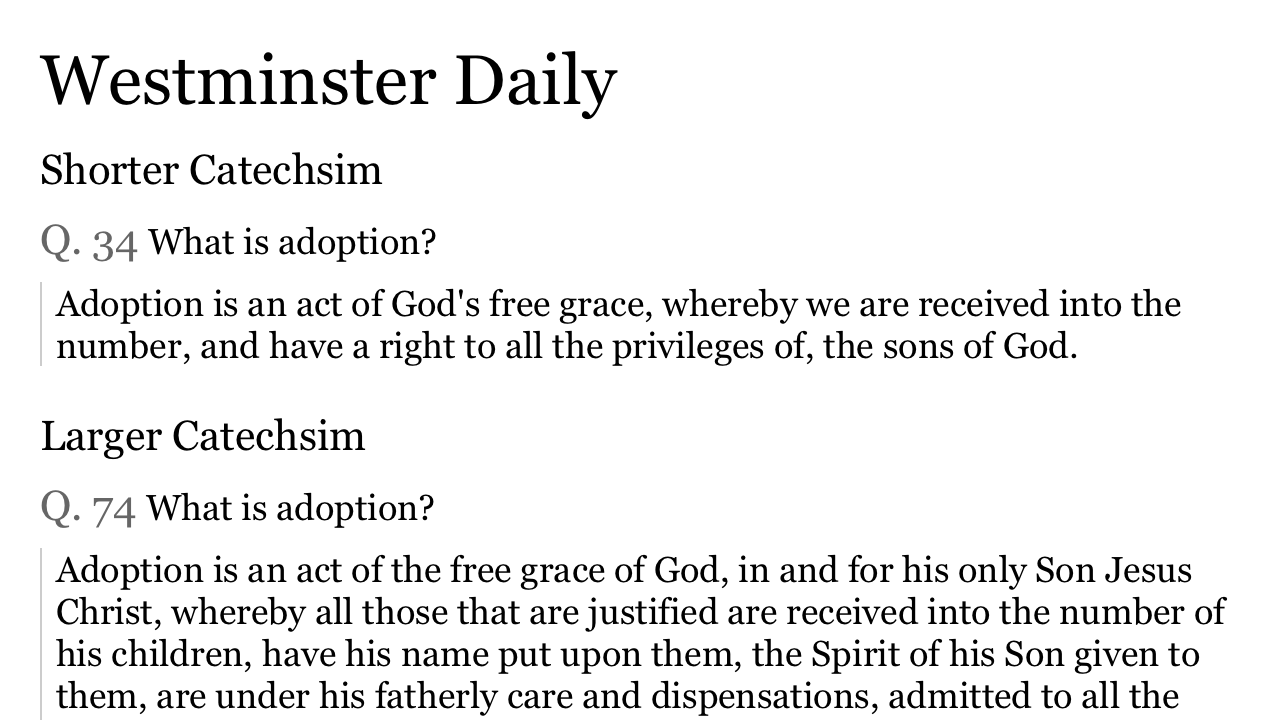 Westminster Daily
Shorter Catechsim
Q. 34 What is adoption?
Adoption is an act of God's free grace, whereby we are received into the
number, and have a right to all the privileges of, the sons of God.
Larger Catechsim
Q. 74 What is adoption?
Adoption is an act of the free grace of God, in and for his only Son Jesus
Christ, whereby all those that are justified are received into the number of
his children, have his name put upon them, the Spirit of his Son given to
them, are under his fatherly care and dispensations, admitted to all the